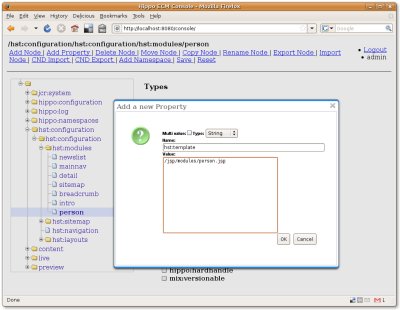 Hippo ECM Console - Mozilla Firefox
File Edit View History Delicious Bookmarks Tools Tabs Help
http://localhost:8080/console/
Google
/hst:configuration/hst:configuration/hst:modules/person
Add Node | Add Property | Delete Node | Move Node | Copy Node | Rename Node | Export Node | Import
Node | CND Import | CND Export | Add Namespace | Save | Reset
Logout
admin
jcr:system
hippo:configuration
hippo:log
hippo:namespaces
hst:configuration
hst:configuration
hst:modules
newslist
mainnav
detail
sitemap
breadcrumb
intro
person
hst:sitemap
hst:navigation
hst:layouts
content
live
preview
Types
Add a new Property
Multi value: Type: String
Name:
hst:template
Value:
/jsp/modules/person.jsp
OK Cancel
hippo:hardhandle
mix:versionable
Done
1